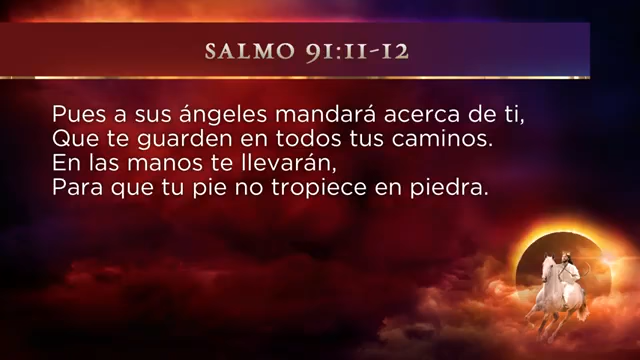 SALMO 91:11-12
Pues a sus ángeles mandará acerca de ti,
Que te guarden en todos tus caminos.
En las manos te llevarán,
Para que tu pie no tropiece en piedra.